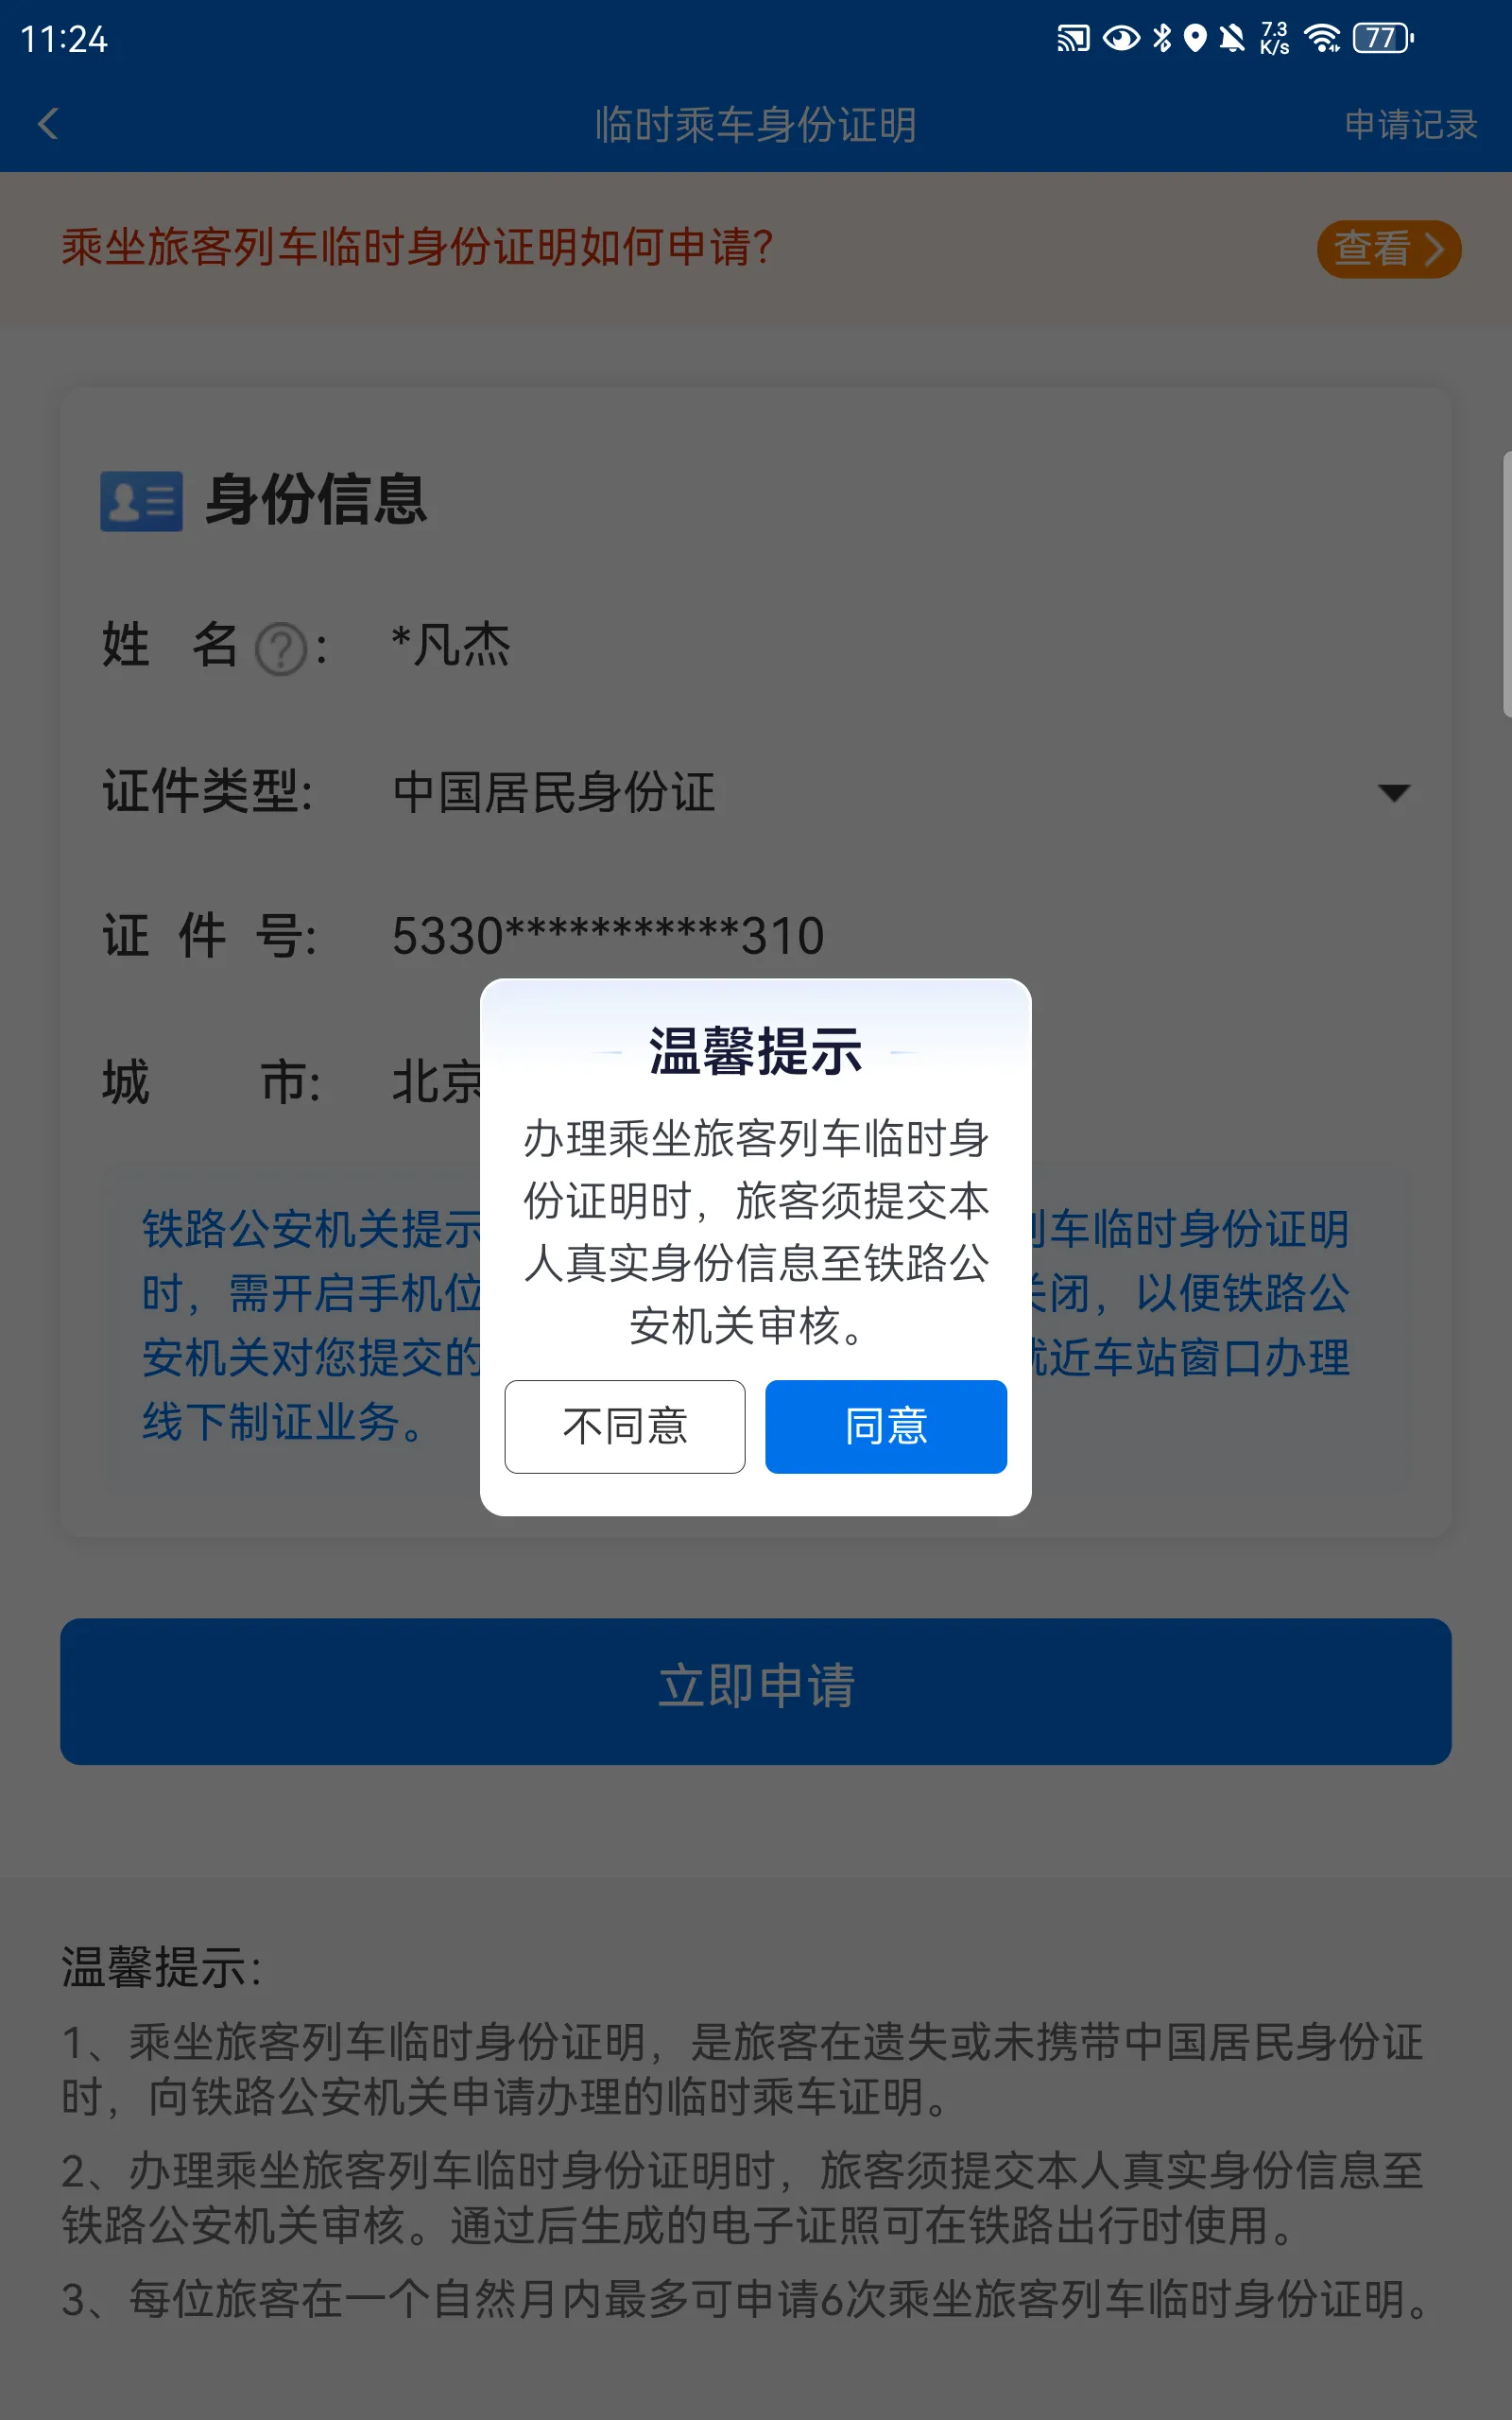 11:24
7.3
K/s
77
临时乘车身份证明
申请记录
乘坐旅客列车临时身份证明如何申请?
查看
身份信息
姓 名?: *凡杰
证件类型: 中国居民身份证
证 件 号: 5330***********310
城 市: 北京
铁路公安机关提示
列车临时身份证明
时，需开启手机位
关闭，以便铁路公
安机关对您提交的
就近车站窗口办理
线下制证业务。
温馨提示
办理乘坐旅客列车临时身
份证明时，旅客须提交本
人真实身份信息至铁路公
安机关审核。
不同意
同意
立即申请
温馨提示:
1、乘坐旅客列车临时身份证明，是旅客在遗失或未携带中国居民身份证
时，向铁路公安机关申请办理的临时乘车证明。
2、办理乘坐旅客列车临时身份证明时，旅客须提交本人真实身份信息至
铁路公安机关审核。通过后生成的电子证照可在铁路出行时使用。
3、每位旅客在一个自然月内最多可申请6次乘坐旅客列车临时身份证明。